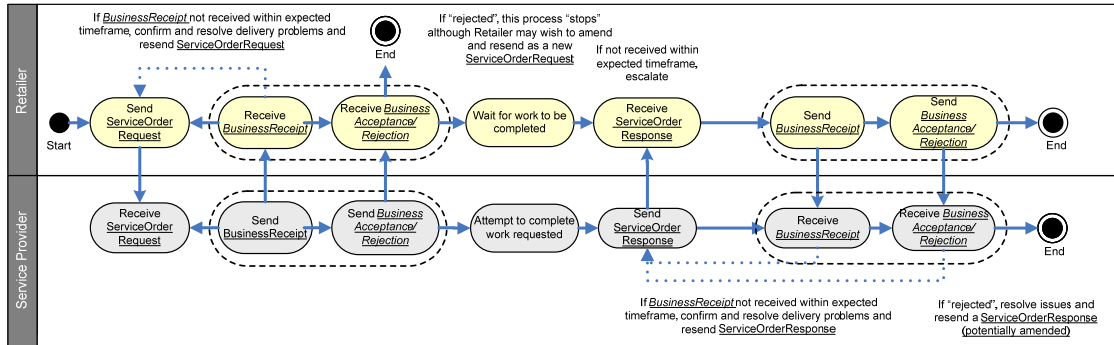 If BusinessReceipt not received within expected
timeframe, confirm and resolve delivery problems and
resend ServiceOrderRequest
End
If “rejected”, this process “stops”
although Retailer may wish to amend
and resend as a new
ServiceOrderRequest
If not received within
expected timeframe,
escalate
Retailer
Start
Send
ServiceOrder
Request
Receive
BusinessReceipt
Receive Business
Acceptance/
Rejection
Wait for work to be
completed
Receive
ServiceOrder
Response
Send
BusinessReceipt
Send
Business
Acceptance/
Rejection
End
Service Provider
Receive
ServiceOrder
Request
Send
BusinessReceipt
Send Business
Acceptance/
Rejection
Attempt to complete
work requested
Send
ServiceOrder
Response
Receive
BusinessReceipt
Receive Business
Acceptance/
Rejection
End
If BusinessReceipt not received within expected
timeframe, confirm and resolve delivery problems and
resend ServiceOrderResponse
If “rejected”, resolve issues and
resend a ServiceOrderResponse
(potentially amended)